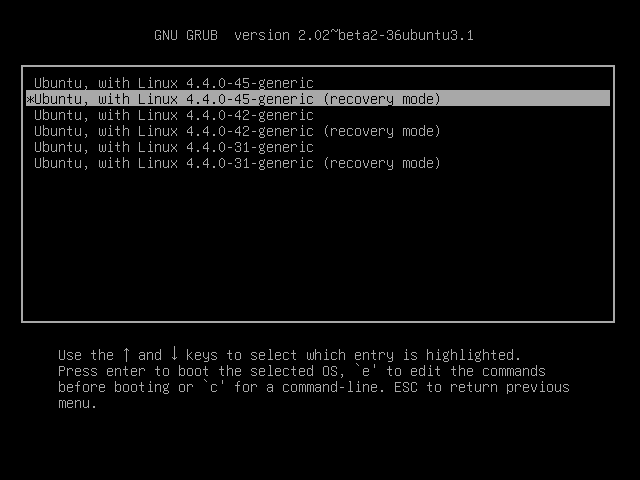 GNU GRUB  version 2.02~beta2-36ubuntu3.1
Ubuntu, with Linux 4.4.0-45-generic
*Ubuntu, with Linux 4.4.0-45-generic (recovery mode)
Ubuntu, with Linux 4.4.0-42-generic
Ubuntu, with Linux 4.4.0-42-generic (recovery mode)
Ubuntu, with Linux 4.4.0-31-generic
Ubuntu, with Linux 4.4.0-31-generic (recovery mode)
Use the ↑ and ↓ keys to select which entry is highlighted.
Press enter to boot the selected OS, `e' to edit the commands
before booting or `c' for a command-line. ESC to return previous
menu.